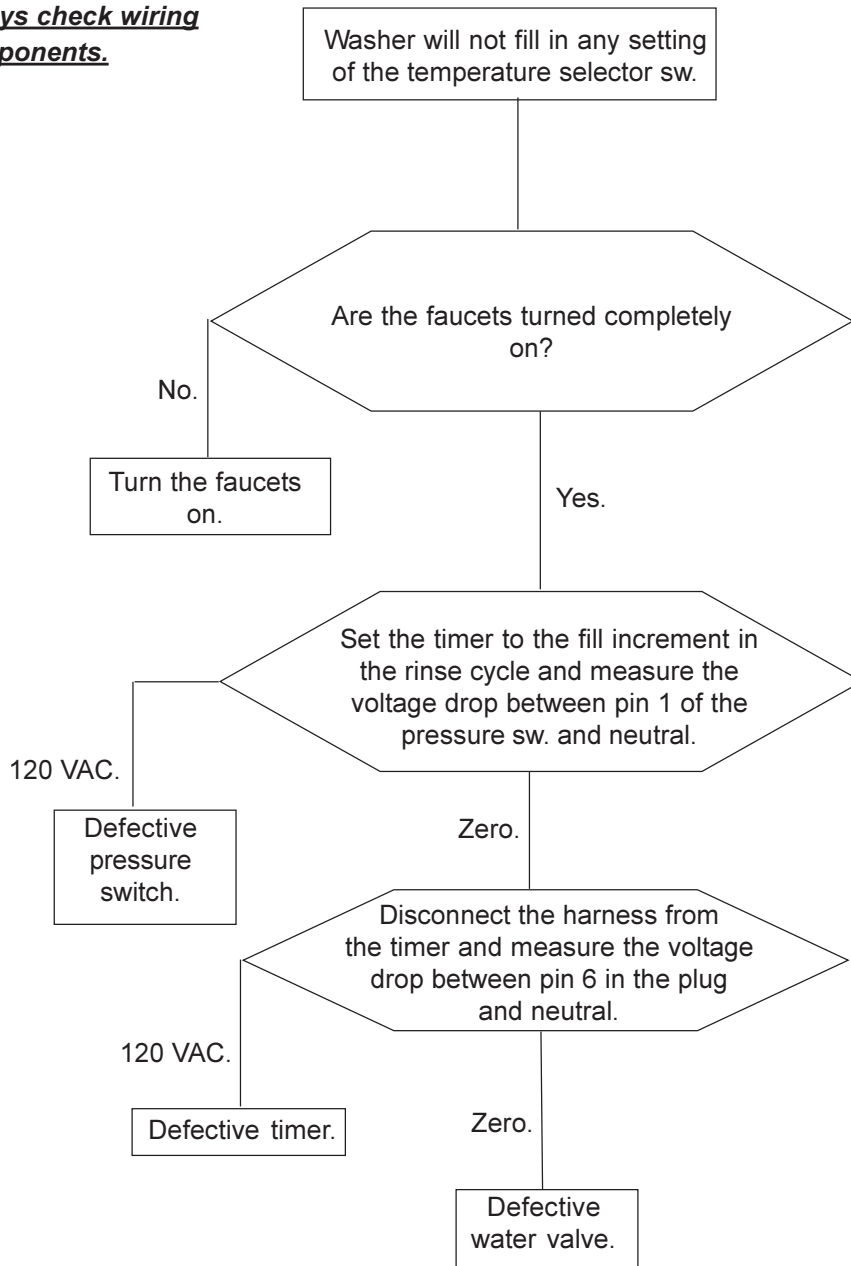 check wiring
Washer will not fill in any setting
of the temperature selector sw.
Are the faucets turned completely
on?
No.
Turn the faucets
on.
Yes.
Set the timer to the fill increment in
the rinse cycle and measure the
voltage drop between pin 1 of the
pressure sw. and neutral.
120 VAC.
Defective
pressure
switch.
Zero.
Disconnect the harness from
the timer and measure the voltage
drop between pin 6 in the plug
and neutral.
120 VAC.
Defective timer.
Zero.
Defective
water valve.